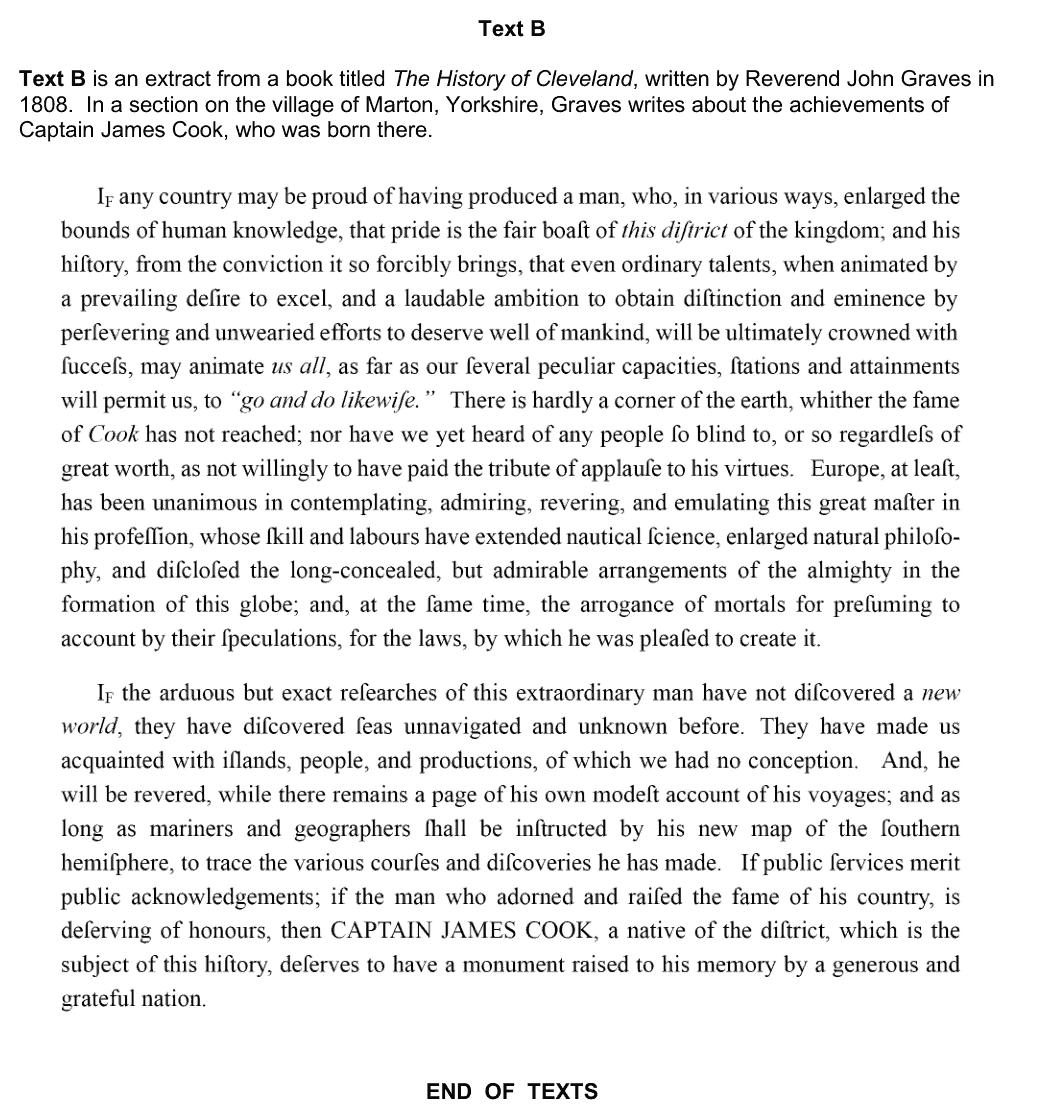 Text B
Text B is an extract from a book titled The History of Cleveland, written by Reverend John Graves in
1808.  In a section on the village of Marton, Yorkshire, Graves writes about the achievements of
Captain James Cook, who was born there.
IF any country may be proud of having produced a man, who, in various ways, enlarged the
bounds of human knowledge, that pride is the fair boaſt of this diſtrict of the kingdom; and his
hiſtory, from the conviction it so forcibly brings, that even ordinary talents, when animated by
a prevailing deſire to excel, and a laudable ambition to obtain diſtinction and eminence by
perſevering and unwearied efforts to deserve well of mankind, will be ultimately crowned with
ſucceſs, may animate us all, as far as our ſeveral peculiar capacities, ſtations and attainments
will permit us, to “go and do likewiſe.”  There is hardly a corner of the earth, whither the fame
of Cook has not reached; nor have we yet heard of any people ſo blind to, or so regardleſs of
great worth, as not willingly to have paid the tribute of applauſe to his virtues.  Europe, at leaſt,
has been unanimous in contemplating, admiring, revering, and emulating this great maſter in
his profeſſion, whose ſkill and labours have extended nautical ſcience, enlarged natural philoſo-
phy, and diſcloſed the long-concealed, but admirable arrangements of the almighty in the
formation of this globe; and, at the ſame time, the arrogance of mortals for preſuming to
account by their ſpeculations, for the laws, by which he was pleaſed to create it.
IF the arduous but exact reſearches of this extraordinary man have not diſcovered a new
world, they have diſcovered ſeas unnavigated and unknown before. They have made us
acquainted with iſlands, people, and productions, of which we had no conception.  And, he
will be revered, while there remains a page of his own modeſt account of his voyages; and as
long as mariners and geographers ſhall be inſtructed by his new map of the ſouthern
hemiſphere, to trace the various courſes and diſcoveries he has made.  If public ſervices merit
public acknowledgements; if the man who adorned and raiſed the fame of his country, is
deſerving of honours, then CAPTAIN JAMES COOK, a native of the diſtrict, which is the
subject of this hiſtory, deſerves to have a monument raised to his memory by a generous and
grateful nation.
END OF TEXTS